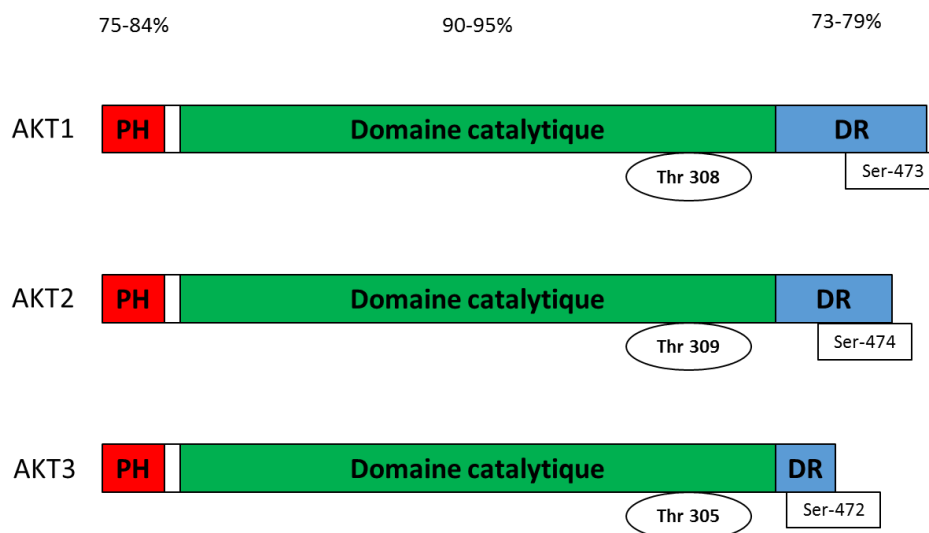 75-84% 90-95% 73-79%
AKT1 PH Domaine catalytique DR
Thr 308 Ser-473
AKT2 PH Domaine catalytique DR
Thr 309 Ser-474
AKT3 PH Domaine catalytique DR
Thr 305 Ser-472